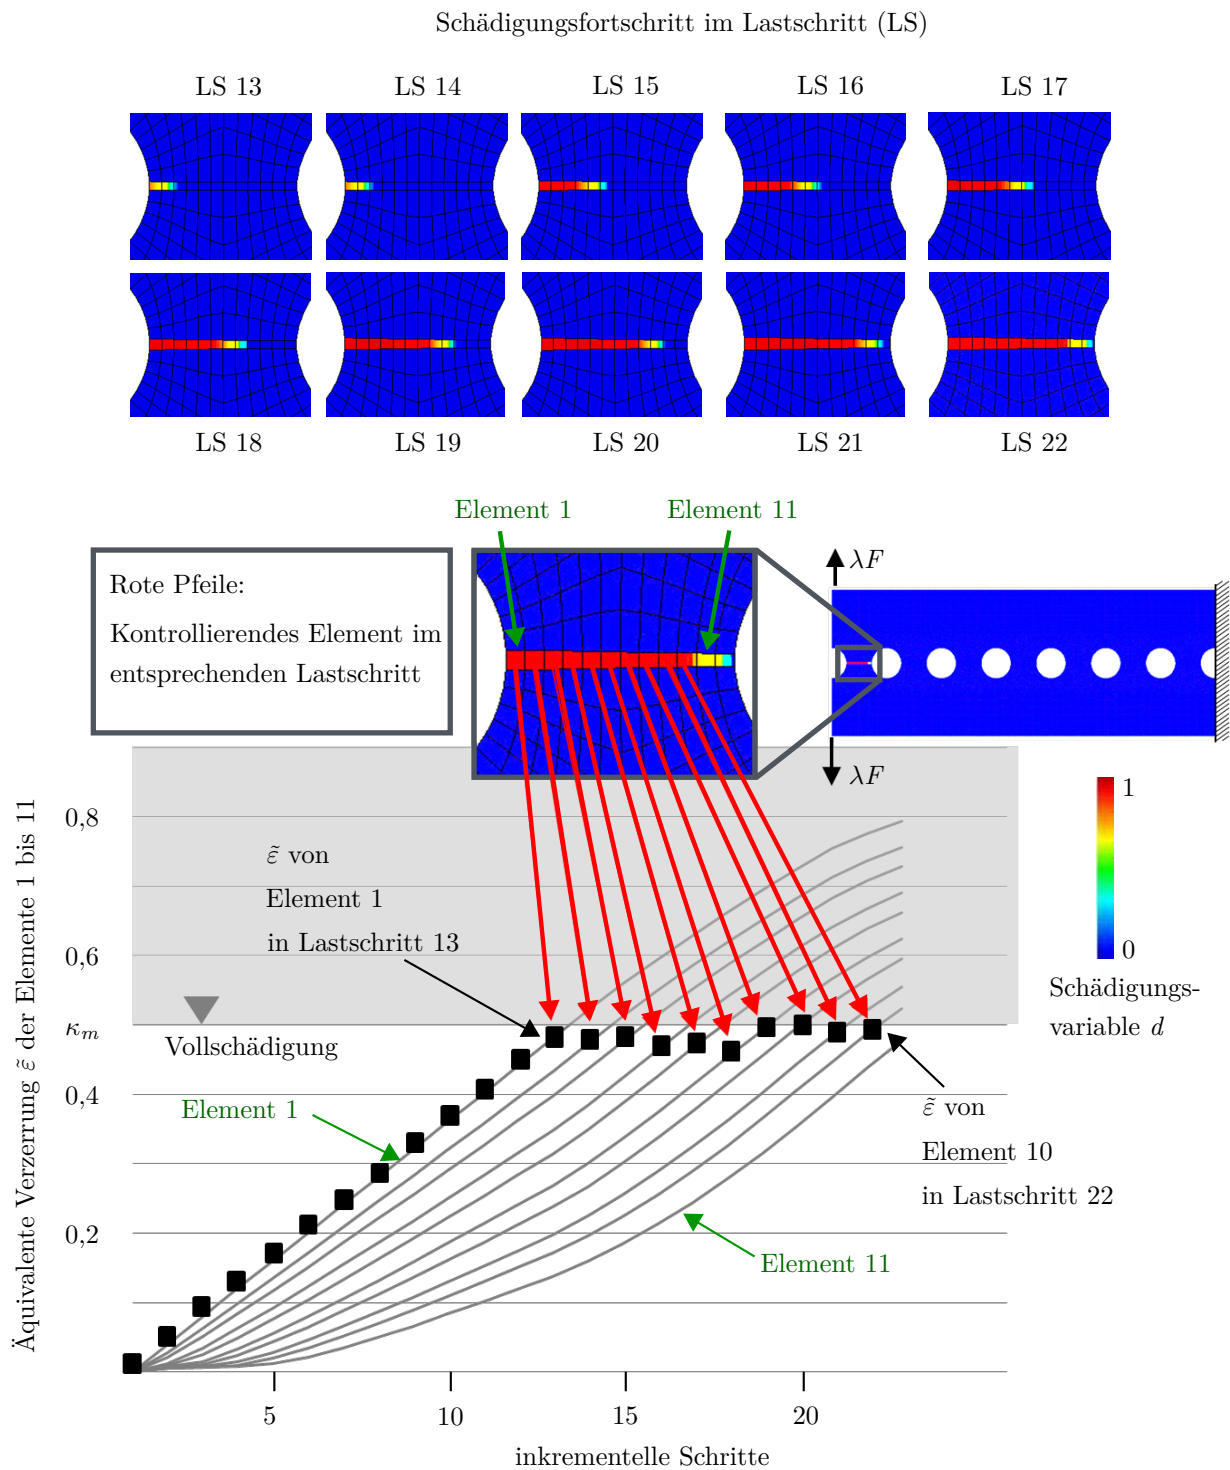 Schädigungsfortschritt im Lastschritt (LS)
LS 13
LS 14
LS 15
LS 16
LS 17
LS 18
LS 19
LS 20
LS 21
LS 22
Element 1
Element 11
Rote Pfeile:
Kontrollierendes Element im
entsprechenden Lastschritt
λF
λF
1
0
Schädigungs-
variable d
Äquivalente Verzerrung ε̃ der Elemente 1 bis 11
0,8
0,6
κₘ
0,4
0,2
ε̃ von
Element 1
in Lastschritt 13
Vollschädigung
Element 1
ε̃ von
Element 10
in Lastschritt 22
Element 11
5
10
15
20
inkrementelle Schritte